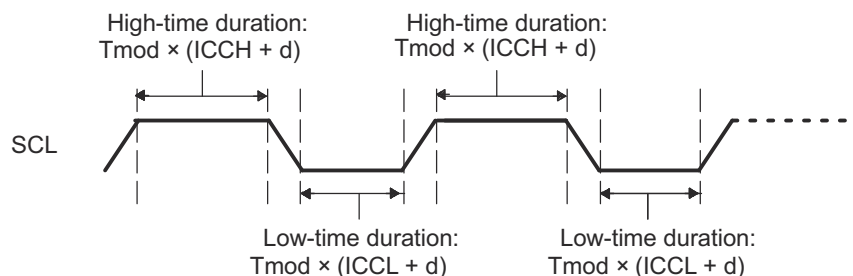 High-time duration:
Tmod × (ICCH + d)
High-time duration:
Tmod × (ICCH + d)
SCL
Low-time duration:
Tmod × (ICCL + d)
Low-time duration:
Tmod × (ICCL + d)